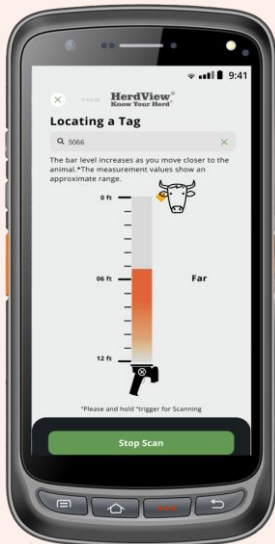 9:41
HerdView®
Know Your Herd®
Locating a Tag
5066
The bar level increases as you move closer to the
animal.*The measurement values show an
approximate range.
0 ft
06 ft
Far
12 ft
*Please and hold "trigger for Scanning
Stop Scan